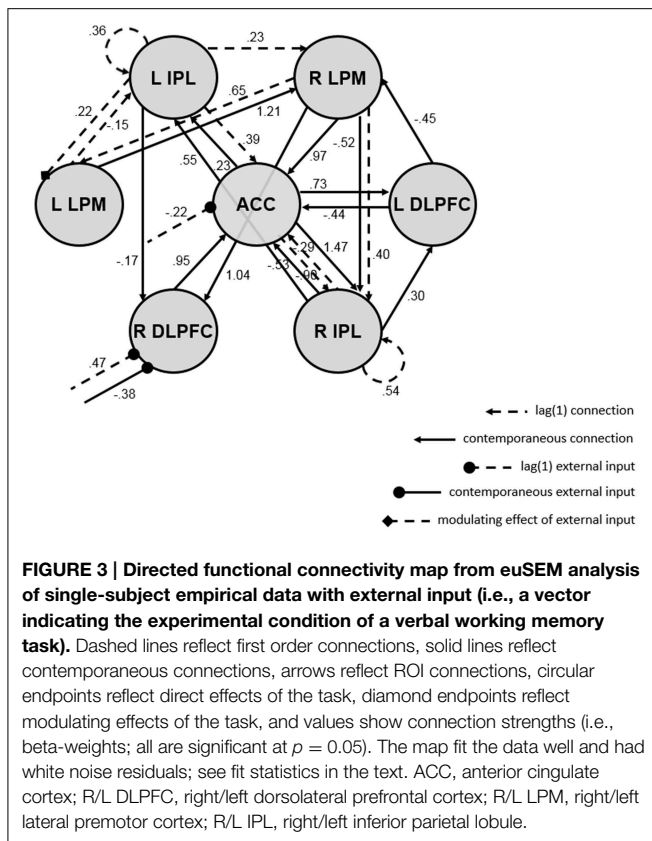 .36
.23
L IPL
R LPM
.22
.65
-.15
1.21
-.45
.39
-.52
.55
.23
.97
.73
L LPM
ACC
L DLPFC
-.22
-.44
-.29
1.47
-.17
.95
-.53
-.90
.40
1.04
.30
R DLPFC
R IPL
.47
.54
-.38
lag(1) connection
contemporaneous connection
lag(1) external input
contemporaneous external input
modulating effect of external input
FIGURE 3 | Directed functional connectivity map from euSEM analysis
of single-subject empirical data with external input (i.e., a vector
indicating the experimental condition of a verbal working memory
task). Dashed lines reflect first order connections, solid lines reflect
contemporaneous connections, arrows reflect ROI connections, circular
endpoints reflect direct effects of the task, diamond endpoints reflect
modulating effects of the task, and values show connection strengths (i.e.,
beta-weights; all are significant at p = 0.05). The map fit the data well and had
white noise residuals; see fit statistics in the text. ACC, anterior cingulate
cortex; R/L DLPFC, right/left dorsolateral prefrontal cortex; R/L LPM, right/left
lateral premotor cortex; R/L IPL, right/left inferior parietal lobule.